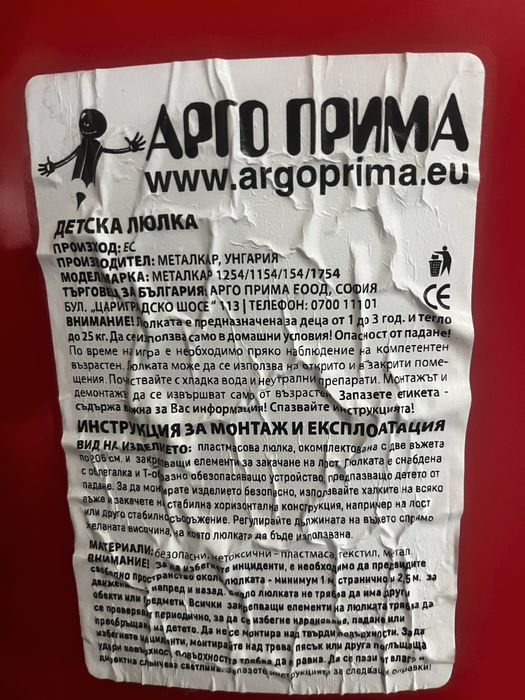 АРГО ПРИМА
www.argoprima.eu
ДЕТСКА ЛЮЛКА
ПРОИЗХОД: ЕС
ПРОИЗВОДИТЕЛ: МЕТАЛКАР, УНГАРИЯ
МОДЕЛ/МАРКА: МЕТАЛКАР 1254/1154/154/1754
ТЪРГОВЕЦ ЗА БЪЛГАРИЯ: АРГО ПРИМА ЕООД, СОФИЯ
БУЛ. „ЦАРИГРАДСКО ШОСЕ" 113 | ТЕЛЕФОН: 0700 11101
CE
ВНИМАНИЕ! Люлката е предназначена за деца от 1 до 3 год. и тегло
до 25 кг. Да се използва само в домашни условия! Опасност от падане!
По време на игра е необходимо пряко наблюдение на компетентен
възрастен. Люлката може да се използва на открито и в закрити поме-
щения. Почиствайте с хладка вода и неутрални препарати. Монтажът и
демонтажът да се извършват само от възрастен. Запазете етикета -
съдържа важна за Вас информация! Спазвайте инструкцията!
ИНСТРУКЦИЯ ЗА МОНТАЖ И ЕКСПЛОАТАЦИЯ
ВИД НА ИЗДЕЛИЕТО: пластмасова люлка, окомплектована с две въжета
по 206 см. и закрепващи елементи за закачане на лост. Люлката е снабдена
с облегалка и Т-образно обезопасяващо устройство, предпазващо детето от
падане. За да монтирате изделието безопасно, използвайте халките на всяко
въже и закачете на стабилна хоризонтална конструкция, например на лост
или друго стабилно съоръжение. Регулирайте дължината на въжето спрямо
желаната височина, на която люлката да бъде използвана.
МАТЕРИАЛИ: безопасни, нетоксични - пластмаса, текстил, метал
ВНИМАНИЕ! За да избегнете инциденти, е необходимо да предвидите
свободно пространство около люлката - минимум 1 м странично и 2,5 м. за
движение напред и назад. Около люлката не трябва да има други
обекти или предмети. Всички закрепващи елементи на люлката трябва да
се проверяват периодично, за да се избегне нараняване, падане или
преобръщане на детето. Да не се монтира над твърди повърхности. За да
избегнете инциденти, монтирайте над трева, пясък или друга поглъщаща
удари повърхност. Повърхността трябва да е равна. Да се пази от влага и
директна слънчева светлина. Запазете инструкцията за следващи справки!